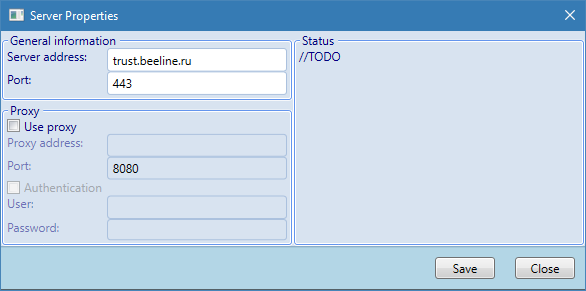 Server Properties
General information
Server address: trust.beeline.ru
Port: 443
Proxy
Use proxy
Proxy address:
Port: 8080
Authentication
User:
Password:
Status
//TODO
Save Close